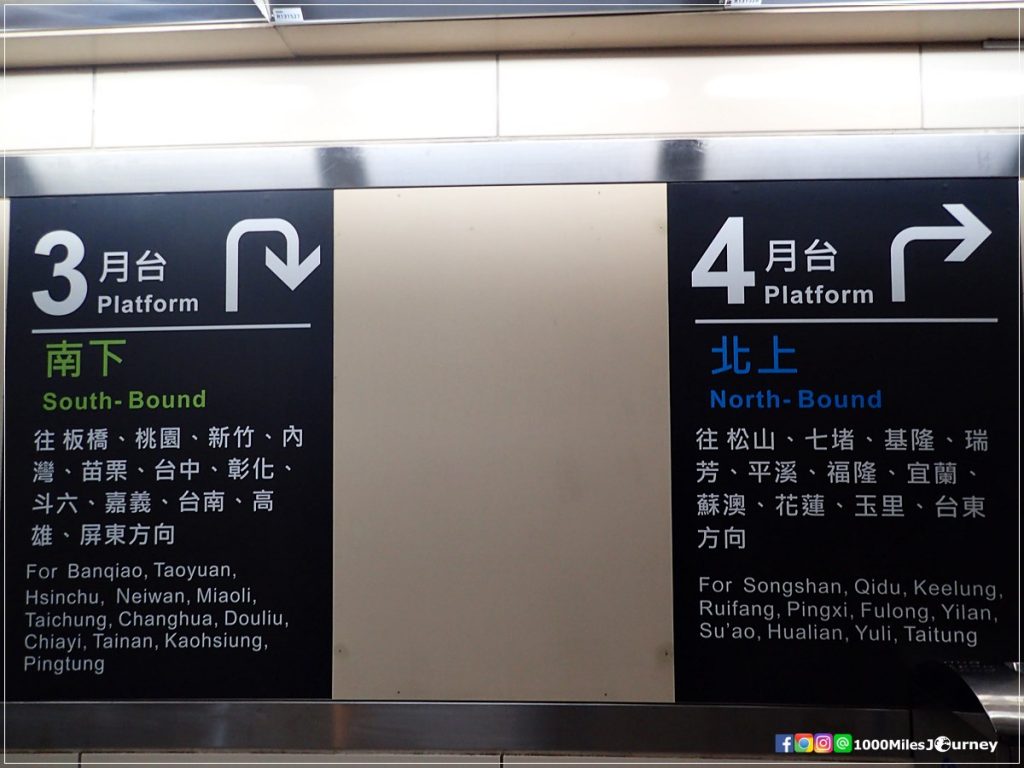 3 月台
Platform
南下
South-Bound
往 板橋、桃園、新竹、內
灣、苗栗、台中、彰化、
斗六、嘉義、台南、高
雄、屏東方向
For Banqiao, Taoyuan,
Hsinchu, Neiwan, Miaoli,
Taichung, Changhua, Douliu,
Chiayi, Tainan, Kaohsiung,
Pingtung
4 月台
Platform
北上
North-Bound
往 松山、七堵、基隆、瑞
芳、平溪、福隆、宜蘭、
蘇澳、花蓮、玉里、台東
方向
For Songshan, Qidu, Keelung,
Ruifang, Pingxi, Fulong, Yilan,
Su'ao, Hualian, Yuli, Taitung
1000MilesJourney